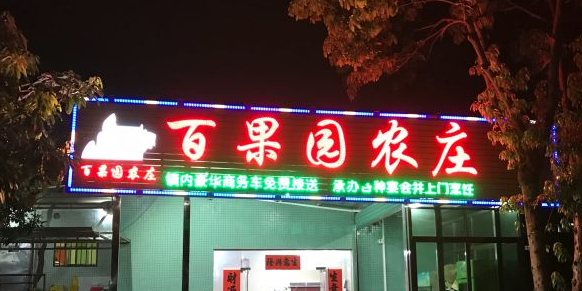 百果园农庄
百果园农庄
镇内豪华商务车免费接送 承办各种宴会并上门烹饪